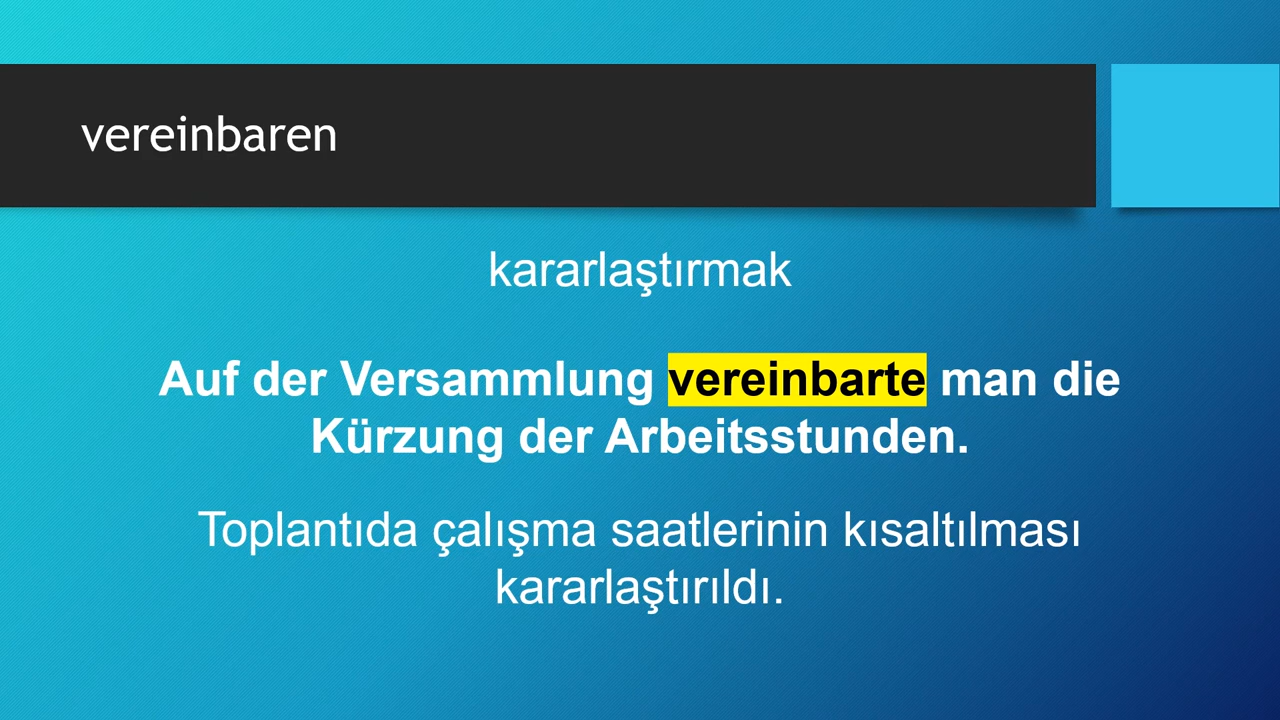 vereinbaren
kararlaştırmak
Auf der Versammlung vereinbarte man die
Kürzung der Arbeitsstunden.
Toplantıda çalışma saatlerinin kısaltılması
kararlaştırıldı.